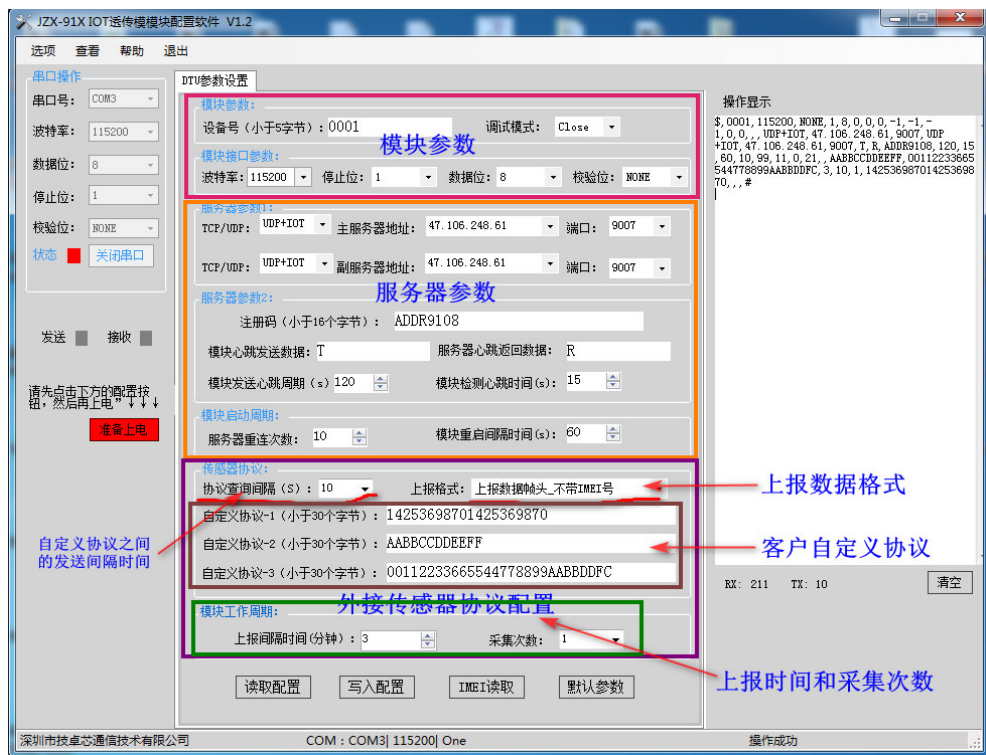 JZX-91X IOT透传模模块配置软件 V1.2
选项 查看 帮助 退出
串口操作
串口号： COM3
波特率： 115200
数据位： 8
停止位： 1
校验位： NONE
状态 关闭串口
发送 接收
请先点击下方的配置按
钮，然后再上电”↓↓↓
准备上电
自定义协议之间
的发送间隔时间
DTU参数设置
模块参数：
设备号（小于5字节）：0001 调试模式： Close
模块参数
模块接口参数：
波特率：115200 停止位： 1 数据位： 8 校验位： NONE
服务器参数1：
TCP/UDP： UDP+IOT 主服务器地址： 47.106.248.61 端口： 9007
TCP/UDP： UDP+IOT 副服务器地址： 47.106.248.61 端口： 9007
服务器参数
服务器参数2：
注册码（小于16个字节）： ADDR9108
模块心跳发送数据：T 服务器心跳返回数据： R
模块发送心跳周期（s）120 模块检测心跳时间(s)： 15
模块启动周期：
服务器重连次数： 10 模块重启间隔时间(s)： 60
传感器协议：
协议查询间隔（S）：10 上报格式： 上报数据帧头_不带IMEI号
自定义协议-1（小于30个字节）：14253698701425369870
自定义协议-2（小于30个字节）：AABBCCDDEEFF
自定义协议-3（小于30个字节）：00112233665544778899AABBDDFC
外接传感器协议配置
模块工作周期：
上报间隔时间(分钟)：3 采集次数： 1
读取配置 写入配置 IMEI读取 默认参数
操作显示
$,0001,115200,NONE,1,8,0,0,0,-1,-1,-
1,0,0,,,UDP+IOT,47.106.248.61,9007,UDP
+IOT,47.106.248.61,9007,T,R,ADDR9108,120,15
,60,10,99,11,0,21,,AABBCCDDEEFF,00112233665
544778899AABBDDFC,3,10,1,142536987014253698
70,,,#
上报数据格式
客户自定义协议
RX: 211 TX: 10 清空
上报时间和采集次数
深圳市技卓芯通信技术有限公司 COM：COM3| 115200| One 操作成功